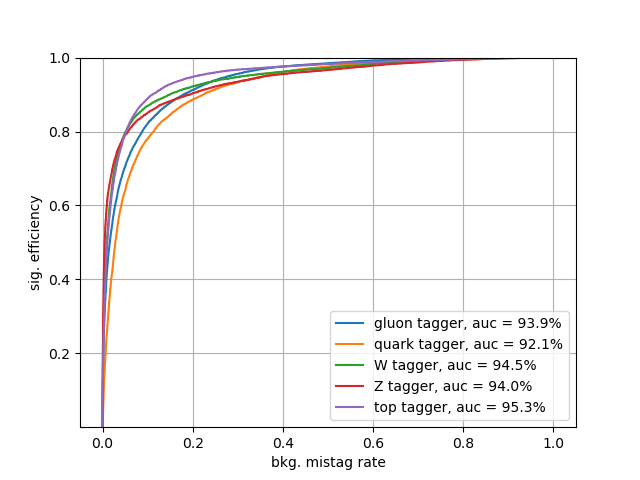 1.0
0.8
0.6
0.4
0.2
sig. efficiency
gluon tagger, auc = 93.9%
quark tagger, auc = 92.1%
W tagger, auc = 94.5%
Z tagger, auc = 94.0%
top tagger, auc = 95.3%
0.0 0.2 0.4 0.6 0.8 1.0
bkg. mistag rate